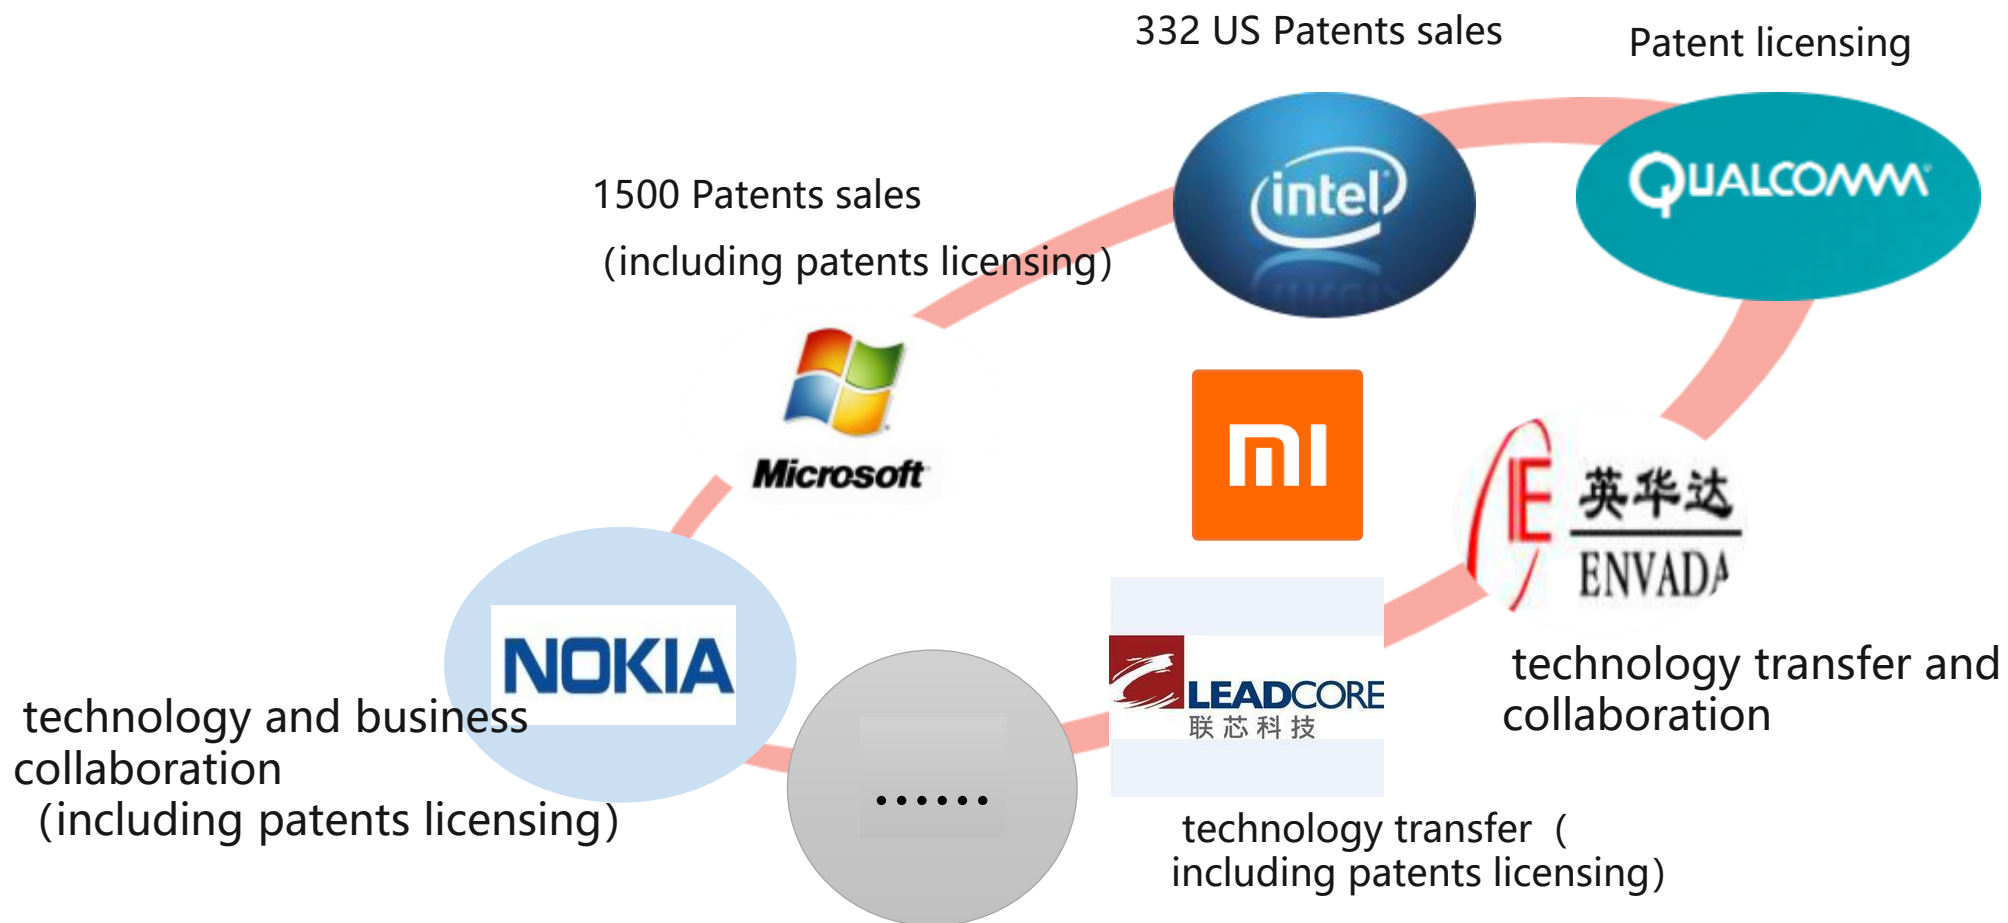 332 US Patents sales
Patent licensing
1500 Patents sales
（including patents licensing）
intel
QUALCOMM
Microsoft
mi
英华达
ENVADA
NOKIA
LEADCORE
联芯科技
technology and business
collaboration
（including patents licensing）
......
technology transfer and
collaboration
technology transfer（
including patents licensing）